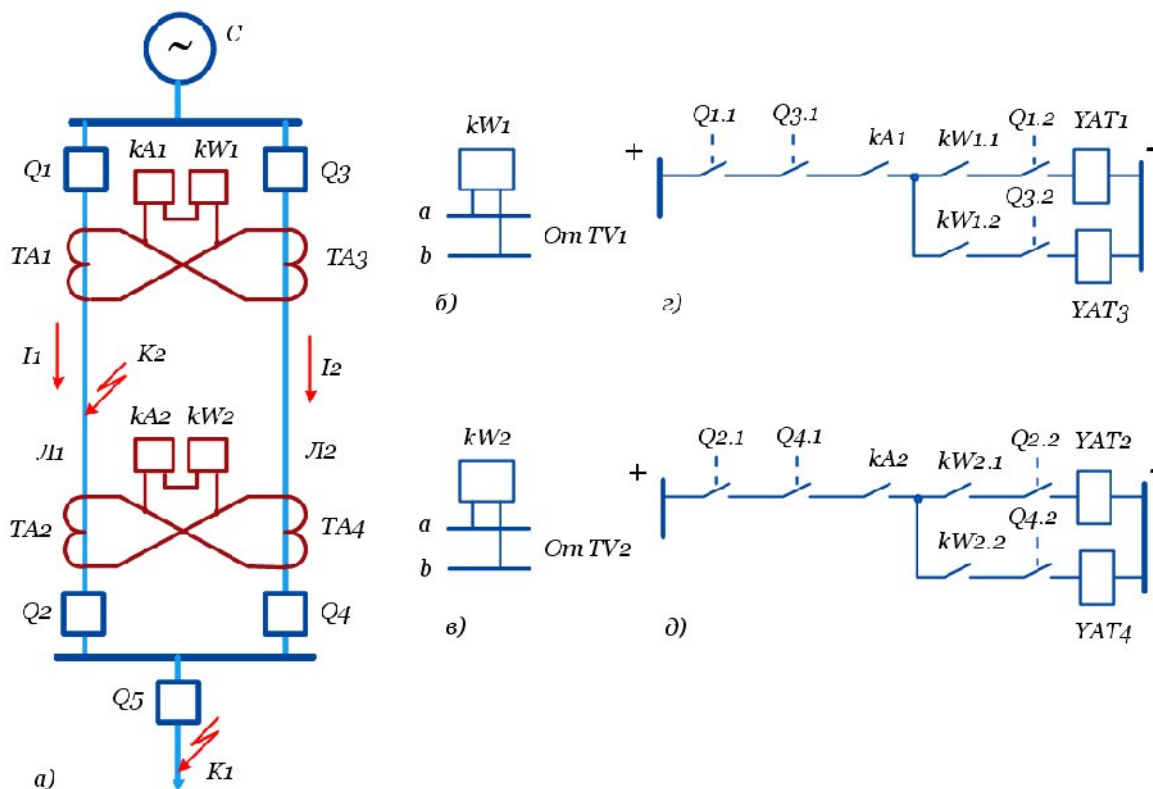 C
Q1
kA1
kW1
Q3
TA1
TA3
I1
K2
I2
kA2
kW2
Л1
Л2
TA2
TA4
Q2
Q4
Q5
K1
а)
kW1
a
b
От TV1
б)
kW2
a
b
От TV2
в)
+
Q1.1
Q3.1
kA1
kW1.1
Q1.2
YAT1
-
kW1.2
Q3.2
YAT3
г)
+
Q2.1
Q4.1
kA2
kW2.1
Q2.2
YAT2
-
kW2.2
Q4.2
YAT4
д)